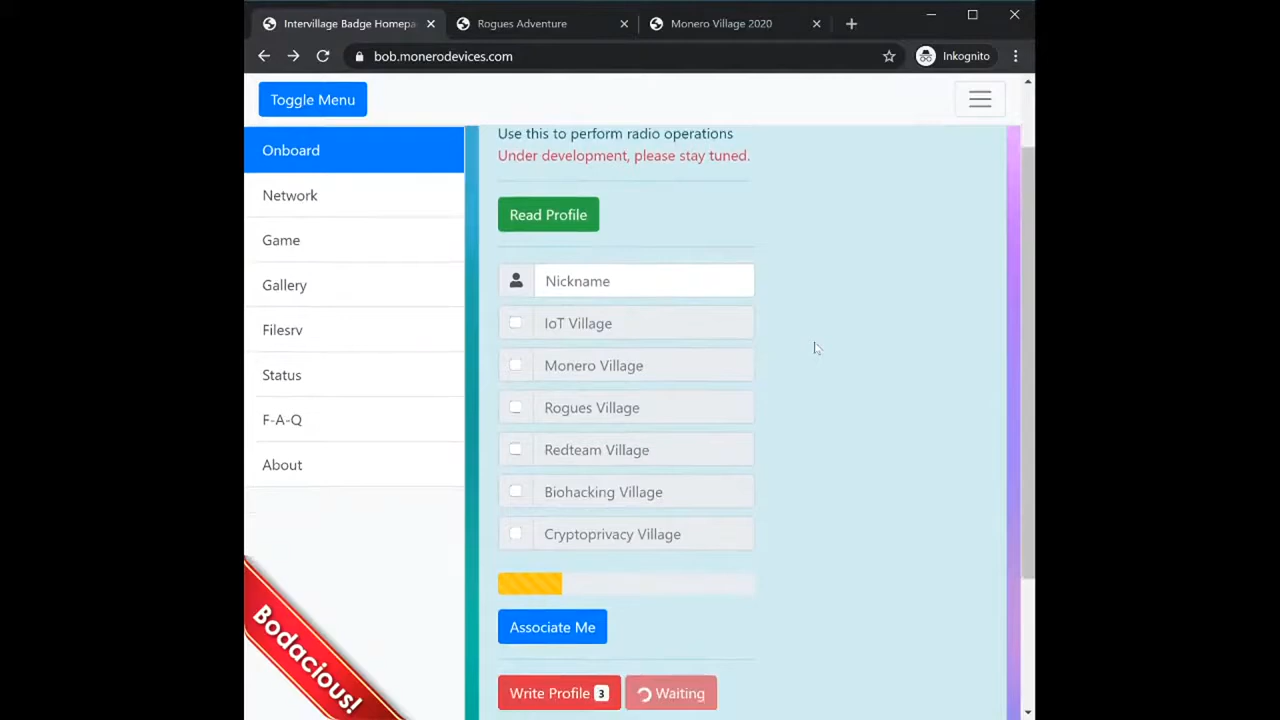 Intervillage Badge Homepa
Rogues Adventure
Monero Village 2020
bob.monerodevices.com
Inkognito
Toggle Menu
Onboard
Network
Game
Gallery
Filesrv
Status
F-A-Q
About
Bodacious!
Use this to perform radio operations
Under development, please stay tuned.
Read Profile
Nickname
IoT Village
Monero Village
Rogues Village
Redteam Village
Biohacking Village
Cryptoprivacy Village
Associate Me
Write Profile 3
Waiting